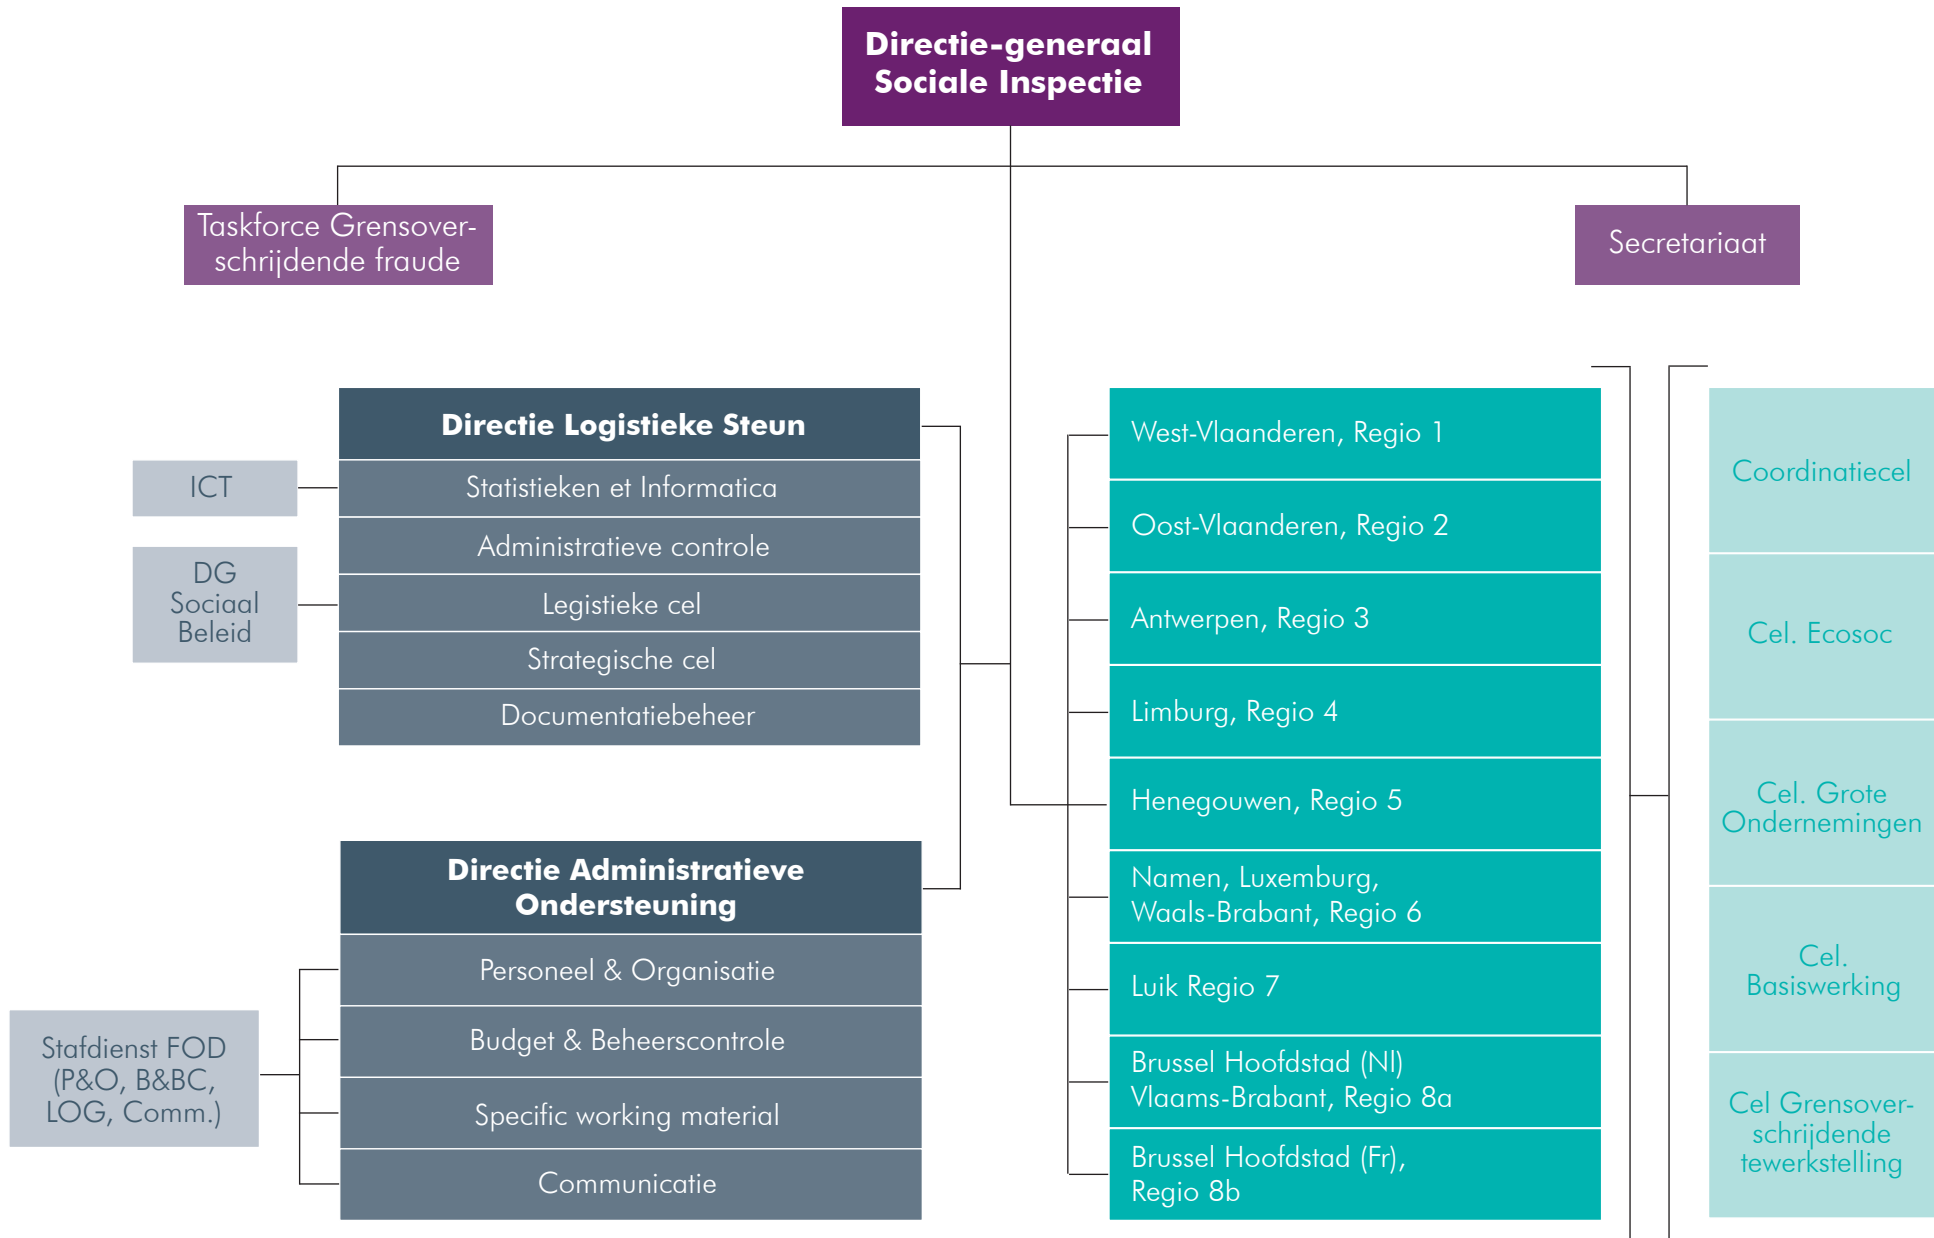 Directie-generaal
Sociale Inspectie
Taskforce Grensover-
schrijdende fraude
Secretariaat
Directie Logistieke Steun
ICT
Statistieken et Informatica
Administratieve controle
DG
Sociaal
Beleid
Legistieke cel
Strategische cel
Documentatiebeheer
Directie Administratieve
Ondersteuning
Personeel & Organisatie
Budget & Beheerscontrole
Specific working material
Communicatie
Stafdienst FOD
(P&O, B&BC,
LOG, Comm.)
West-Vlaanderen, Regio 1
Oost-Vlaanderen, Regio 2
Antwerpen, Regio 3
Limburg, Regio 4
Henegouwen, Regio 5
Namen, Luxemburg,
Waals-Brabant, Regio 6
Luik Regio 7
Brussel Hoofdstad (Nl)
Vlaams-Brabant, Regio 8a
Brussel Hoofdstad (Fr),
Regio 8b
Coordinatiecel
Cel. Ecosoc
Cel. Grote
Ondernemingen
Cel.
Basiswerking
Cel Grensover-
schrijdende
tewerkstelling